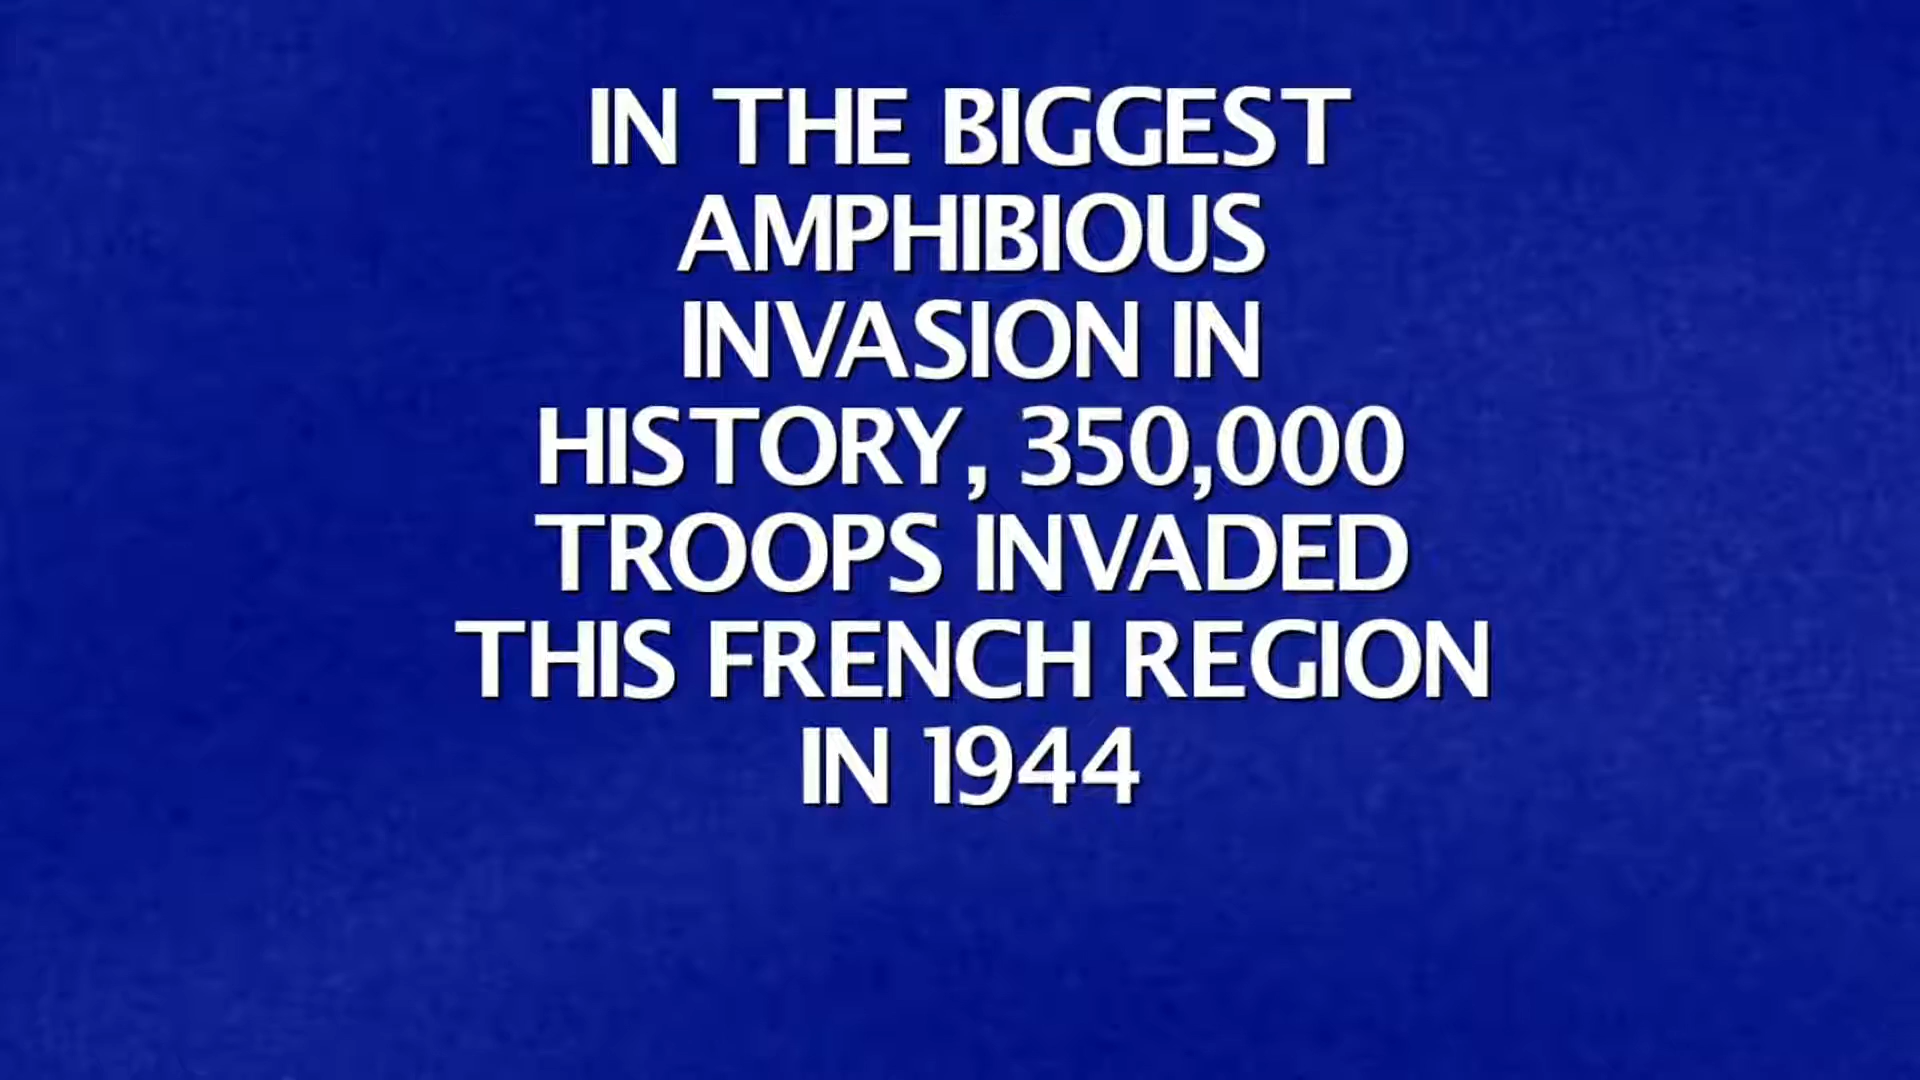 IN THE BIGGEST
AMPHIBIOUS
INVASION IN
HISTORY, 350,000
TROOPS INVADED
THIS FRENCH REGION
IN 1944